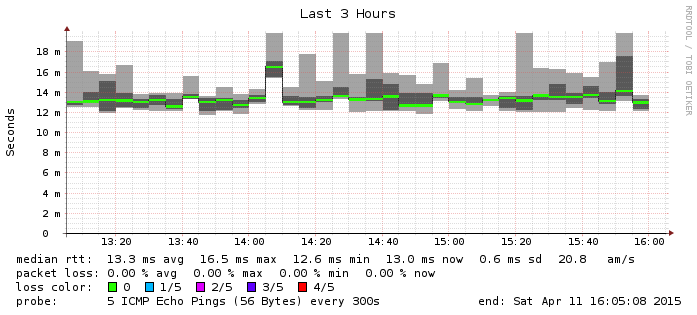 Last 3 Hours
RRDTOOL / TOBI OETIKER
Seconds
18 m
16 m
14 m
12 m
10 m
8 m
6 m
4 m
2 m
0
13:20 13:40 14:00 14:20 14:40 15:00 15:20 15:40 16:00
median rtt: 13.3 ms avg 16.5 ms max 12.6 ms min 13.0 ms now 0.6 ms sd 20.8 am/s
packet loss: 0.00 % avg 0.00 % max 0.00 % min 0.00 % now
loss color: 0 1/5 2/5 3/5 4/5
probe: 5 ICMP Echo Pings (56 Bytes) every 300s end: Sat Apr 11 16:05:08 2015